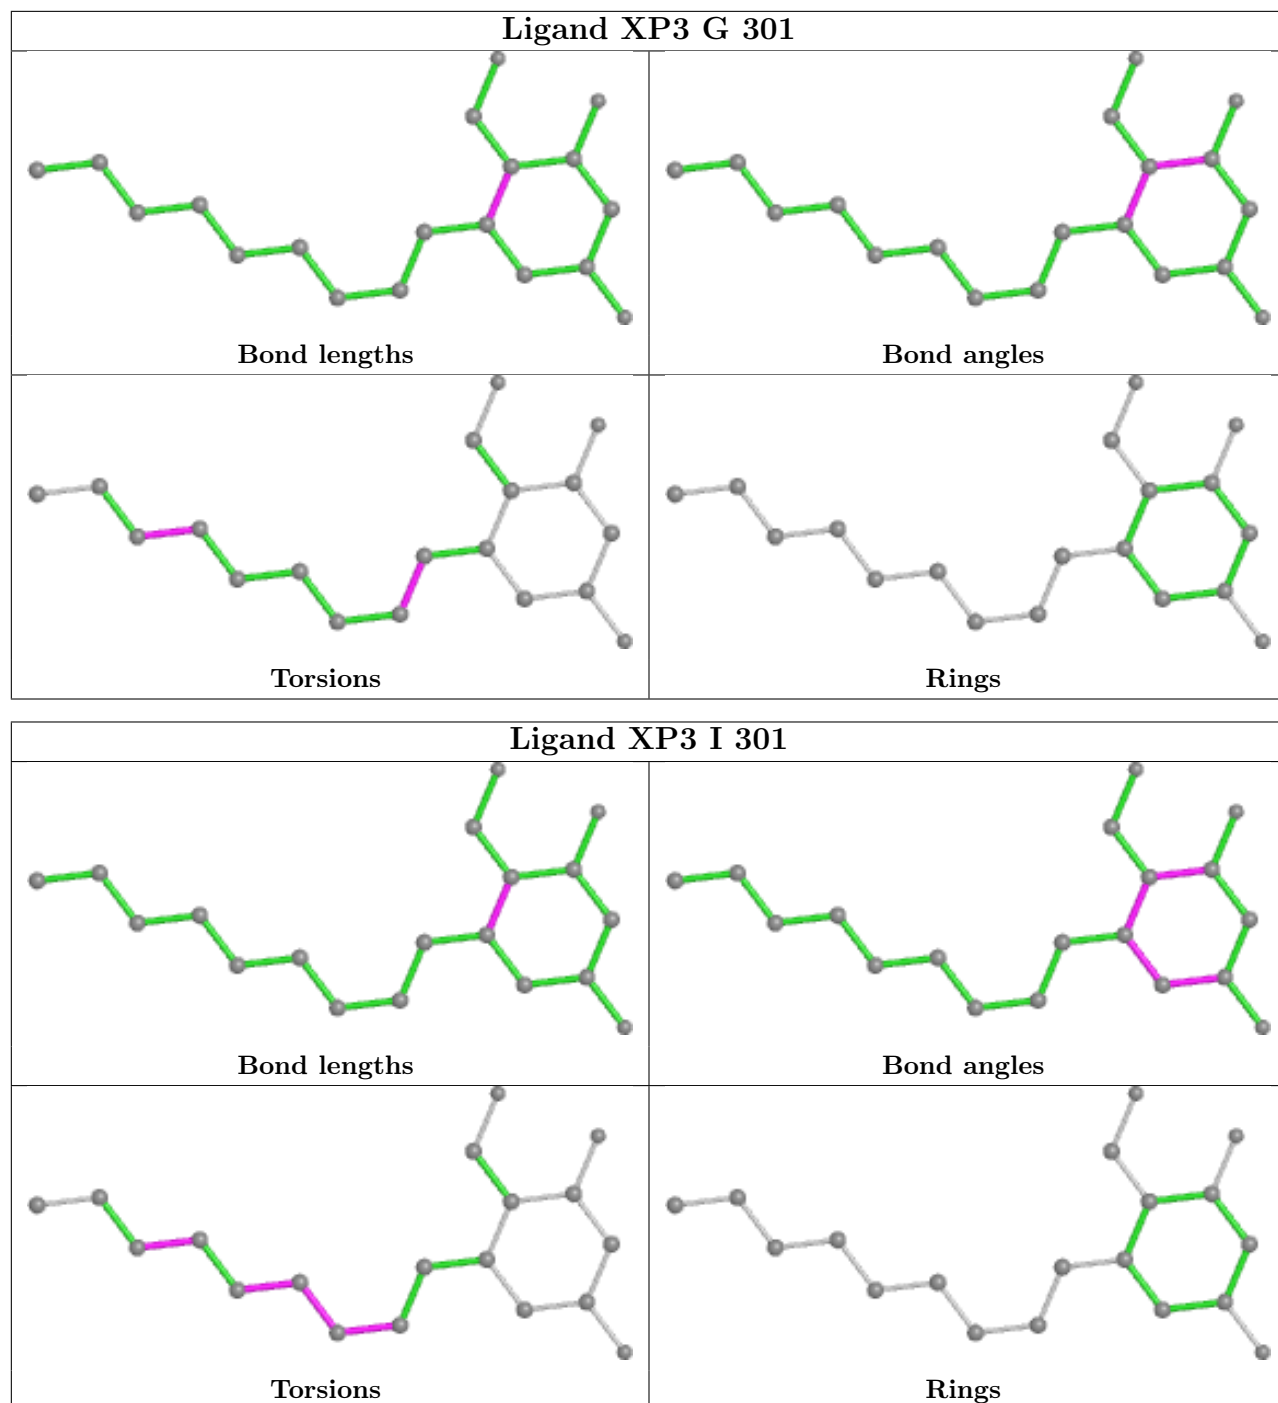 Ligand XP3 G 301
Bond lengths
Bond angles
Torsions
Rings
Ligand XP3 I 301
Bond lengths
Bond angles
Torsions
Rings